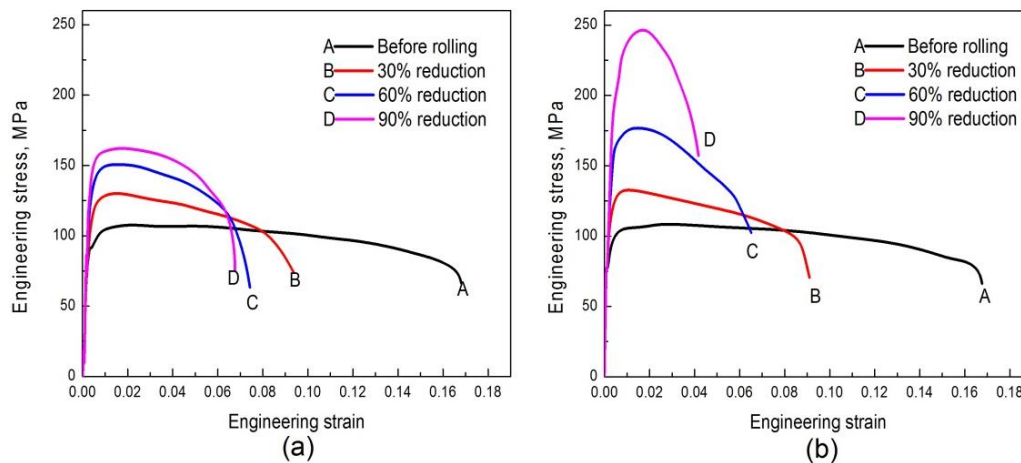 250
200
150
100
50
0
Engineering stress, MPa
A Before rolling
B 30% reduction
C 60% reduction
D 90% reduction
D
C
B
A
0.00 0.02 0.04 0.06 0.08 0.10 0.12 0.14 0.16 0.18
Engineering strain
(a)
250
200
150
100
50
0
Engineering stress, MPa
A Before rolling
B 30% reduction
C 60% reduction
D 90% reduction
D
C
B
A
0.00 0.02 0.04 0.06 0.08 0.10 0.12 0.14 0.16 0.18
Engineering strain
(b)